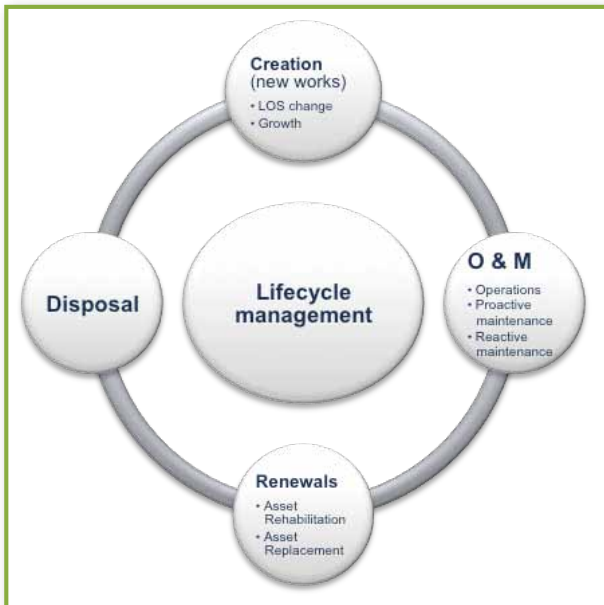 Creation
(new works)
• LOS change
• Growth
O & M
• Operations
• Proactive
maintenance
• Reactive
maintenance
Renewals
• Asset
Rehabilitation
• Asset
Replacement
Disposal
Lifecycle
management